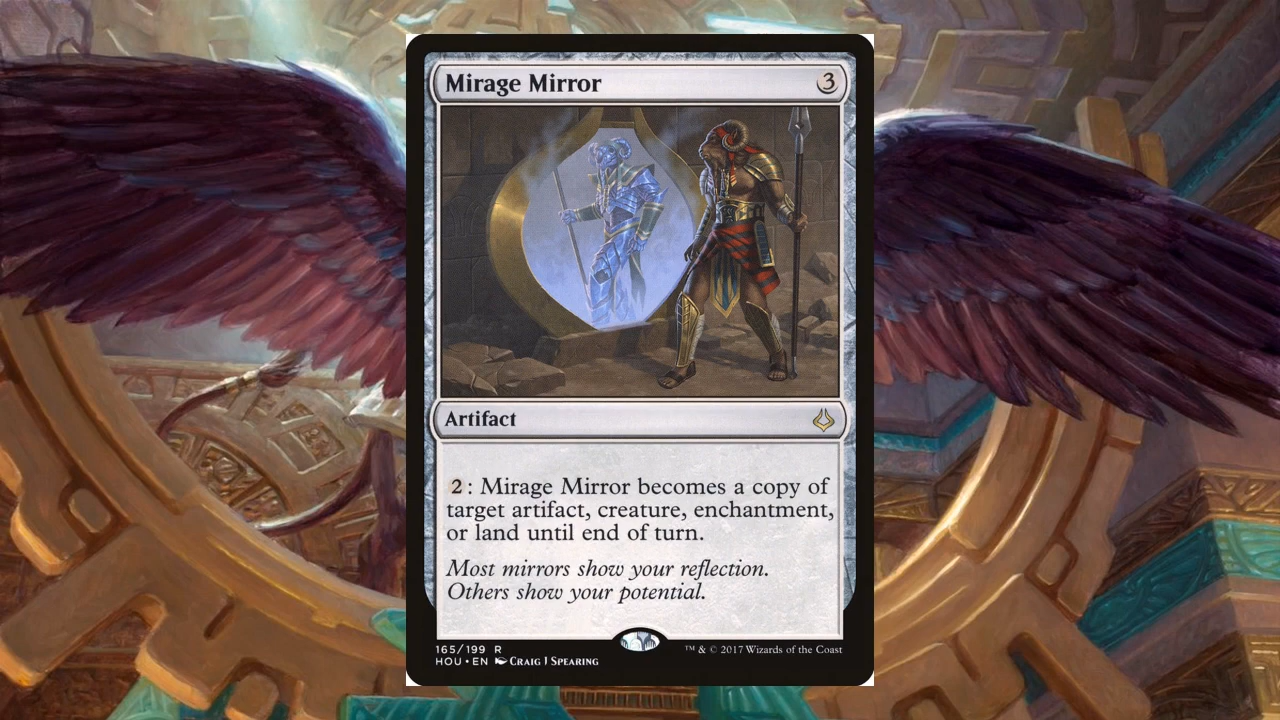 Mirage Mirror 3
Artifact
2: Mirage Mirror becomes a copy of
target artifact, creature, enchantment,
or land until end of turn.
Most mirrors show your reflection.
Others show your potential.
165/199 R
HOU • EN Craig J Spearing
™ & © 2017 Wizards of the Coast